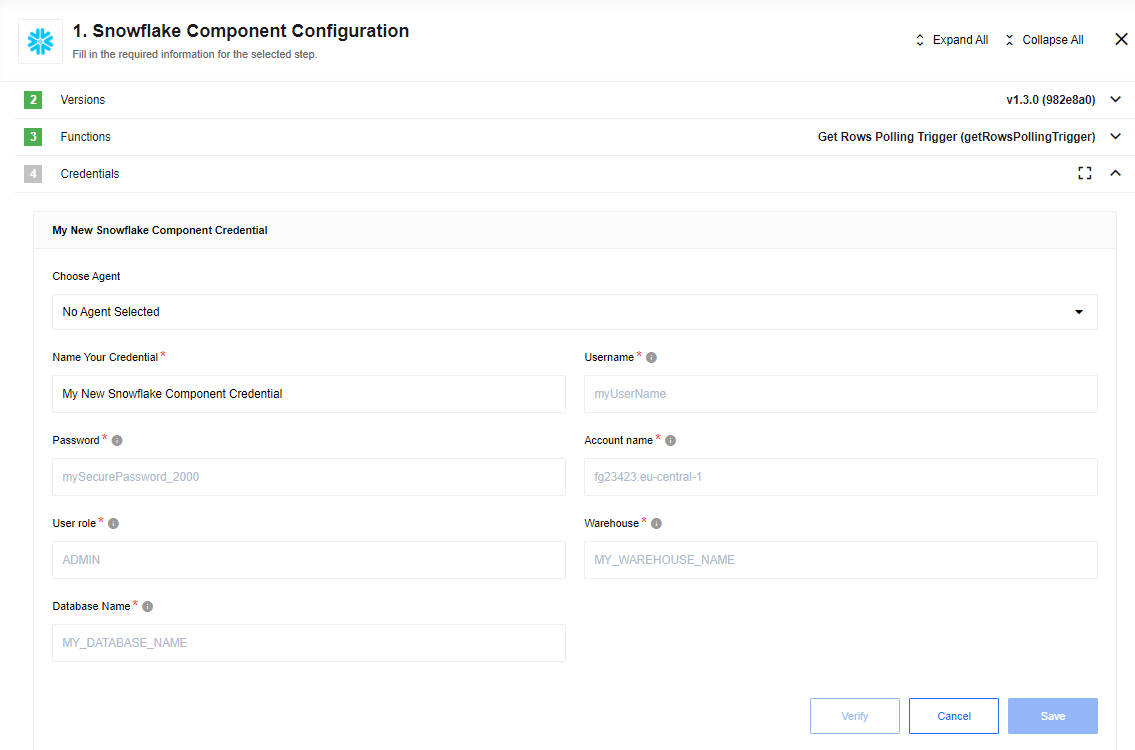 1. Snowflake Component Configuration
Fill in the required information for the selected step.
Expand All
Collapse All
2 Versions v1.3.0 (982e8a0)
3 Functions Get Rows Polling Trigger (getRowsPollingTrigger)
4 Credentials
My New Snowflake Component Credential
Choose Agent
No Agent Selected
Name Your Credential* Username*
My New Snowflake Component Credential myUserName
Password* Account name*
mySecurePassword_2000 fg23423.eu-central-1
User role* Warehouse*
ADMIN MY_WAREHOUSE_NAME
Database Name*
MY_DATABASE_NAME
Verify Cancel Save